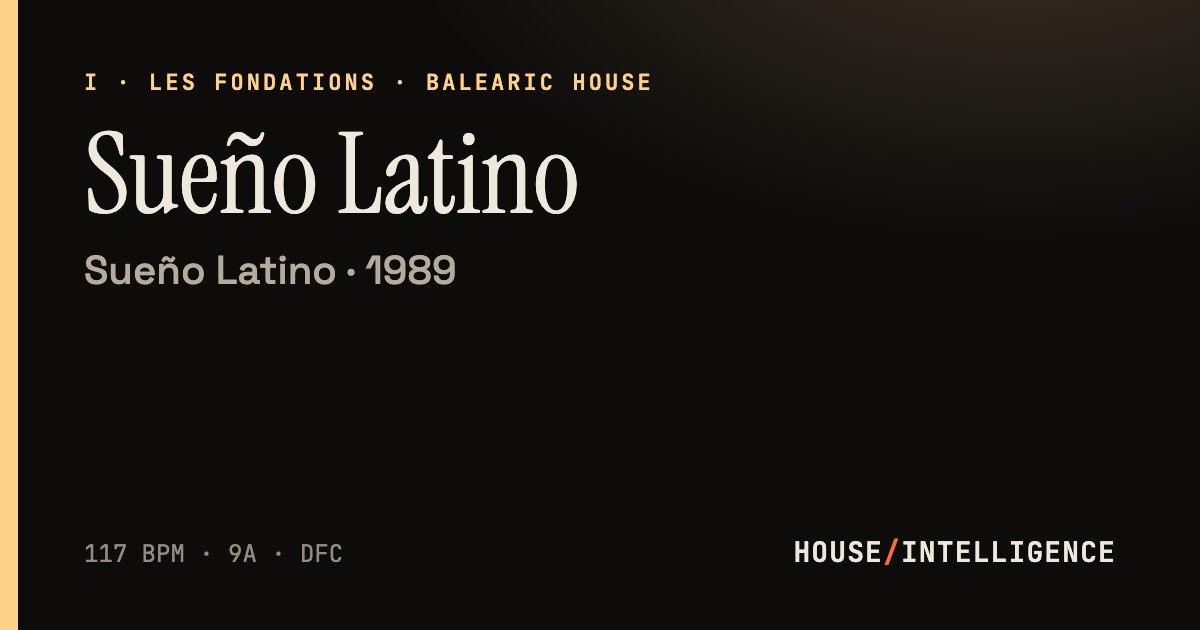 I · LES FONDATIONS · BALEARIC HOUSE
Sueño Latino
Sueño Latino · 1989
117 BPM · 9A · DFC
HOUSE/INTELLIGENCE